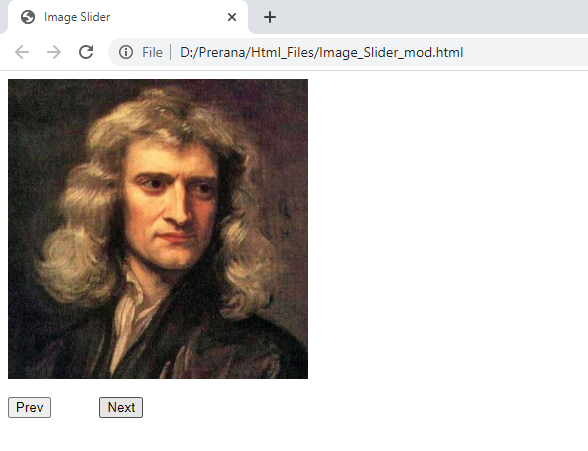 Image Slider
File D:/Prerana/Html_Files/Image_Slider_mod.html
Prev Next